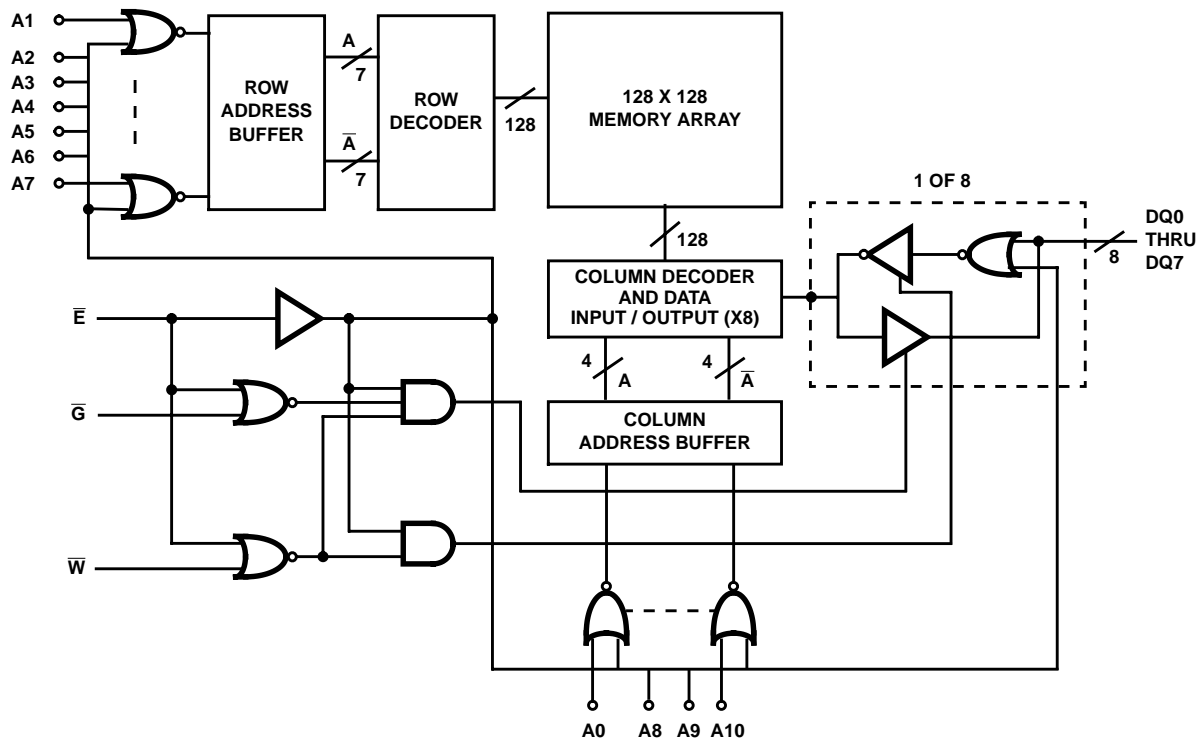 A1
A2
A3
A4
A5
A6
A7
ROW
ADDRESS
BUFFER
A
7
A̅
7
ROW
DECODER
128
128 X 128
MEMORY ARRAY
1 OF 8
128
DQ0
THRU
DQ7
8
COLUMN DECODER
AND DATA
INPUT / OUTPUT (X8)
E̅
4
A
4
A̅
G̅
COLUMN
ADDRESS BUFFER
W̅
A0
A8
A9
A10